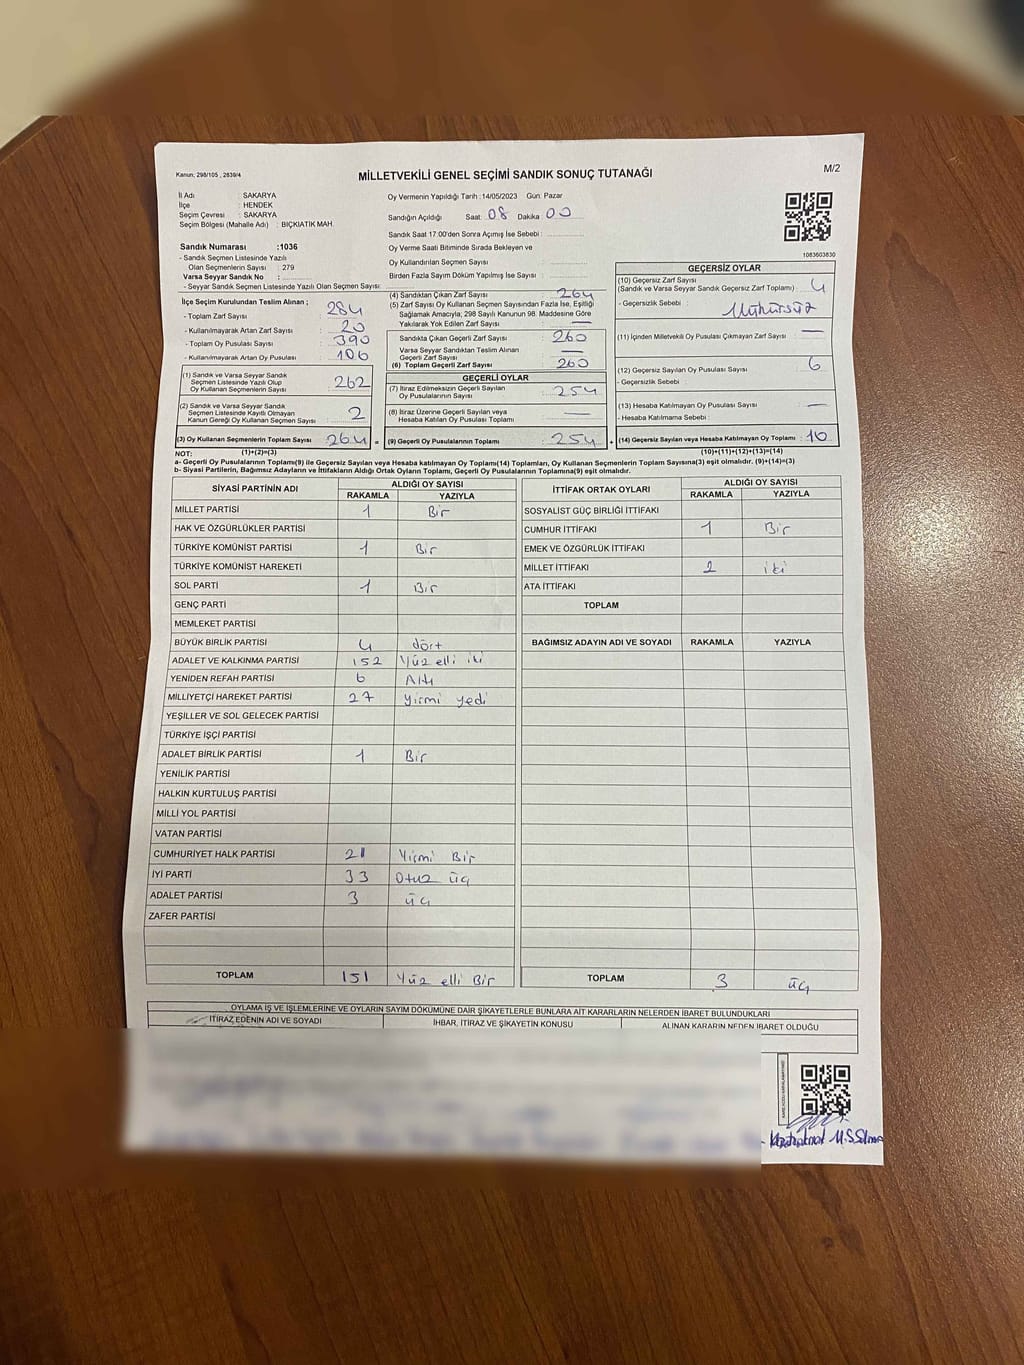 Kanun; 298/105 , 2839/4
MİLLETVEKİLİ GENEL SEÇİMİ SANDIK SONUÇ TUTANAĞI
M/2
İl Adı : SAKARYA
İlçe : HENDEK
Seçim Çevresi : SAKARYA
Seçim Bölgesi (Mahalle Adı) : BIÇKIATİK MAH.
Sandık Numarası :1036
- Sandık Seçmen Listesinde Yazılı
Olan Seçmenlerin Sayısı : 279
Varsa Seyyar Sandık No :
- Seyyar Sandık Seçmen Listesinde Yazılı Olan Seçmen Sayısı:
Oy Vermenin Yapıldığı Tarih :14/05/2023 Gün: Pazar
Sandığın Açıldığı Saat: 08 Dakika: 00
Sandık Saat 17:00'den Sonra Açımış İse Sebebi :
Oy Verme Saati Bitiminde Sırada Bekleyen ve
Oy Kullandırılan Seçmen Sayısı :
Birden Fazla Sayım Döküm Yapılmış İse Sayısı :
1083603830
İlçe Seçim Kurulundan Teslim Alınan ;
- Toplam Zarf Sayısı : 284
- Kullanılmayarak Artan Zarf Sayısı : 20
- Toplam Oy Pusulası Sayısı : 390
- Kullanılmayarak Artan Oy Pusulası : 106
(1) Sandık ve Varsa Seyyar Sandık
Seçmen Listesinde Yazılı Olup
Oy Kullanan Seçmenlerin Sayısı : 262
(2) Sandık ve Varsa Seyyar Sandık
Seçmen Listesinde Kayıtlı Olmayan
Kanun Gereği Oy Kullanan Seçmen Sayısı : 2
(3) Oy Kullanan Seçmenlerin Toplam Sayısı : 264 =
(4) Sandıktan Çıkan Zarf Sayısı : 264
(5) Zarf Sayısı Oy Kullanan Seçmen Sayısından Fazla İse, Eşitliği
Sağlamak Amacıyla; 298 Sayılı Kanunun 98. Maddesine Göre
Yakılarak Yok Edilen Zarf Sayısı : —
Sandıkta Çıkan Geçerli Zarf Sayısı : 260
Varsa Seyyar Sandıktan Teslim Alınan
Geçerli Zarf Sayısı : —
(6) Toplam Geçerli Zarf Sayısı : 260
GEÇERLİ OYLAR
(7) İtiraz Edilmeksizin Geçerli Sayılan
Oy Pusulasının Sayısı : 254
(8) İtiraz Üzerine Geçerli Sayılan veya
Hesaba Katılan Oy Pusulası Toplamı : —
(9) Geçerli Oy Pusulalarının Toplamı : 254 +
GEÇERSİZ OYLAR
(10) Geçersiz Zarf Sayısı
(Sandık ve Varsa Seyyar Sandık Geçersiz Zarf Toplamı) : 4
- Geçersizlik Sebebi : Mühürsüz
(11) İçinden Milletvekili Oy Pusulası Çıkmayan Zarf Sayısı : —
(12) Geçersiz Sayılan Oy Pusulası Sayısı : 6
- Geçersizlik Sebebi
(13) Hesaba Katılmayan Oy Pusulası Sayısı : —
- Hesaba Katılmama Sebebi :
(14) Geçersiz Sayılan veya Hesaba Katılmayan Oy Toplamı : 10
NOT: (1)+(2)=(3) (10)+(11)+(12)+(13)=(14)
a- Geçerli Oy Pusulalarının Toplamı(9) ile Geçersiz Sayılan veya Hesaba katılmayan Oy Toplamı(14) Toplamları, Oy Kullanan Seçmenlerin Toplam Sayısına(3) eşit olmalıdır. (9)+(14)=(3)
b- Siyasi Partilerin, Bağımsız Adayların ve İttifakların Aldığı Ortak Oyların Toplamı, Geçerli Oy Pusulalarının Toplamına(9) eşit olmalıdır.
SİYASİ PARTİNİN ADI ALDIĞI OY SAYISI
RAKAMLA YAZIYLA
MİLLET PARTİSİ 1 Bir
HAK VE ÖZGÜRLÜKLER PARTİSİ
TÜRKİYE KOMÜNİST PARTİSİ 1 Bir
TÜRKİYE KOMÜNİST HAREKETİ
SOL PARTİ 1 Bir
GENÇ PARTİ
MEMLEKET PARTİSİ
BÜYÜK BİRLİK PARTİSİ 4 dört
ADALET VE KALKINMA PARTİSİ 152 Yüz elli iki
YENİDEN REFAH PARTİSİ 6 Altı
MİLLİYETÇİ HAREKET PARTİSİ 27 Yirmi yedi
YEŞİLLER VE SOL GELECEK PARTİSİ
TÜRKİYE İŞÇİ PARTİSİ
ADALET BİRLİK PARTİSİ 1 Bir
YENİLİK PARTİSİ
HALKIN KURTULUŞ PARTİSİ
MİLLİ YOL PARTİSİ
VATAN PARTİSİ
CUMHURİYET HALK PARTİSİ 21 Yirmi Bir
İYİ PARTİ 33 Otuz üç
ADALET PARTİSİ 3 üç
ZAFER PARTİSİ
TOPLAM 151 Yüz elli Bir
İTTİFAK ORTAK OYLARI ALDIĞI OY SAYISI
RAKAMLA YAZIYLA
SOSYALİST GÜÇ BİRLİĞİ İTTİFAKI
CUMHUR İTTİFAKI 1 Bir
EMEK VE ÖZGÜRLÜK İTTİFAKI
MİLLET İTTİFAKI 2 iki
ATA İTTİFAKI
TOPLAM
BAĞIMSIZ ADAYIN ADI VE SOYADI RAKAMLA YAZIYLA
TOPLAM 3 üç
OYLAMA İŞ VE İŞLEMLERİNE VE OYLARIN SAYIM DÖKÜMÜNE DAİR ŞİKAYETLERLE BUNLARA AİT KARARLARIN NELERDEN İBARET BULUNDUKLARI
İTİRAZ EDENİN ADI VE SOYADI İHBAR, İTİRAZ VE ŞİKAYETİN KONUSU ALINAN KARARIN NEDEN İBARET OLDUĞU